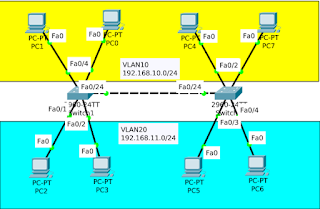 Fa0
PC-PT
PC1
Fa0
PC-PT
PC0
Fa0
PC-PT
PC4
Fa0
PC-PT
PC7
Fa0/4
Fa0/2
VLAN10
192.168.10.0/24
Fa0/24
Fa0/24
Fa0/1
Switch1
Fa0/2
Switch
Fa0/4
Fa0/3
VLAN20
192.168.11.0/24
Fa0
PC-PT
PC2
Fa0
PC-PT
PC3
Fa0
PC-PT
PC5
Fa0
PC-PT
PC6